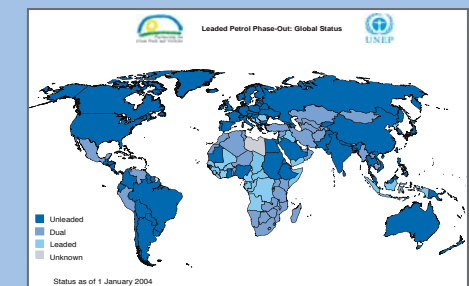 Leaded Petrol Phase-Out: Global Status
UNEP
Unleaded
Dual
Leaded
Unknown
Status as of 1 January 2004